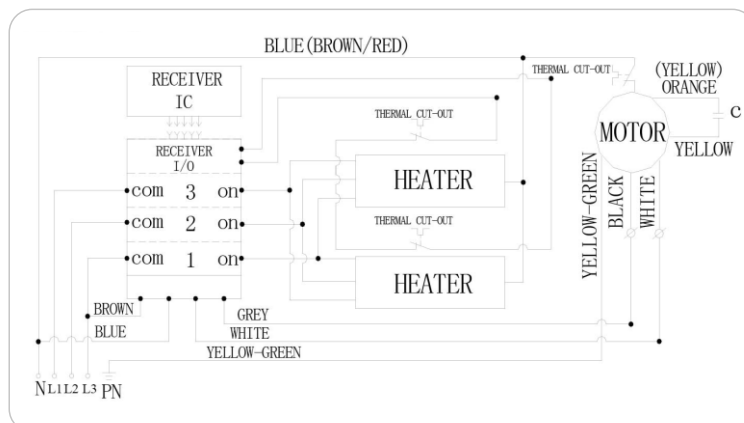 BLUE(BROWN/RED)
RECEIVER
IC
THERMAL CUT-OUT
(YELLOW)
ORANGE
C
THERMAL CUT-OUT
RECEIVER
I/O
MOTOR
YELLOW
com 3 on
HEATER
com 2 on
THERMAL CUT-OUT
com 1 on
HEATER
YELLOW-GREEN
BLACK
WHITE
BROWN
GREY
BLUE
WHITE
YELLOW-GREEN
N L1 L2 L3 PN